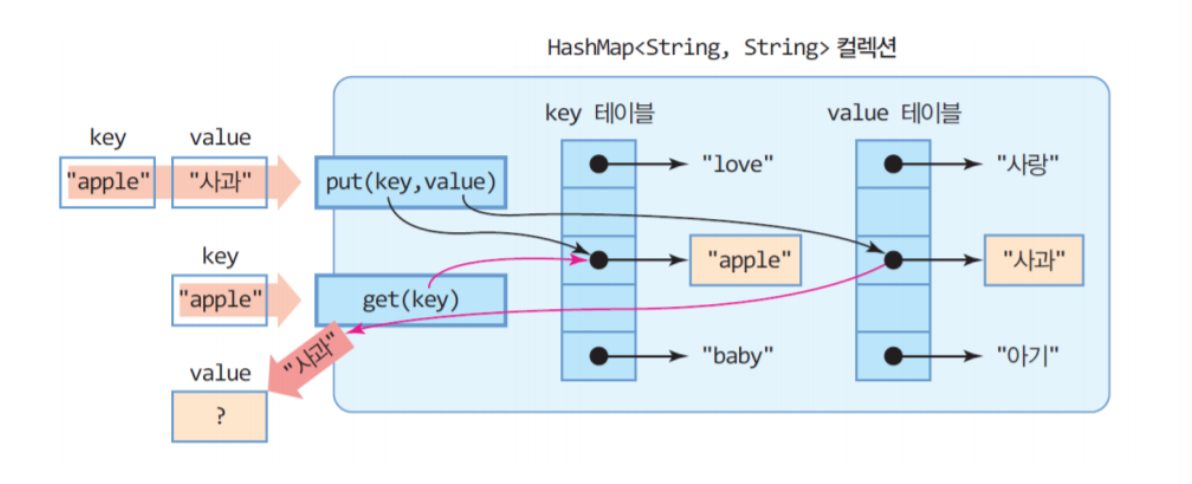 HashMap<String, String> 컬렉션
key 테이블
value 테이블
key
value
"apple"
"사과"
put(key,value)
"love"
"사랑"
"apple"
"사과"
key
"apple"
get(key)
"사과"
"baby"
"아기"
value
?